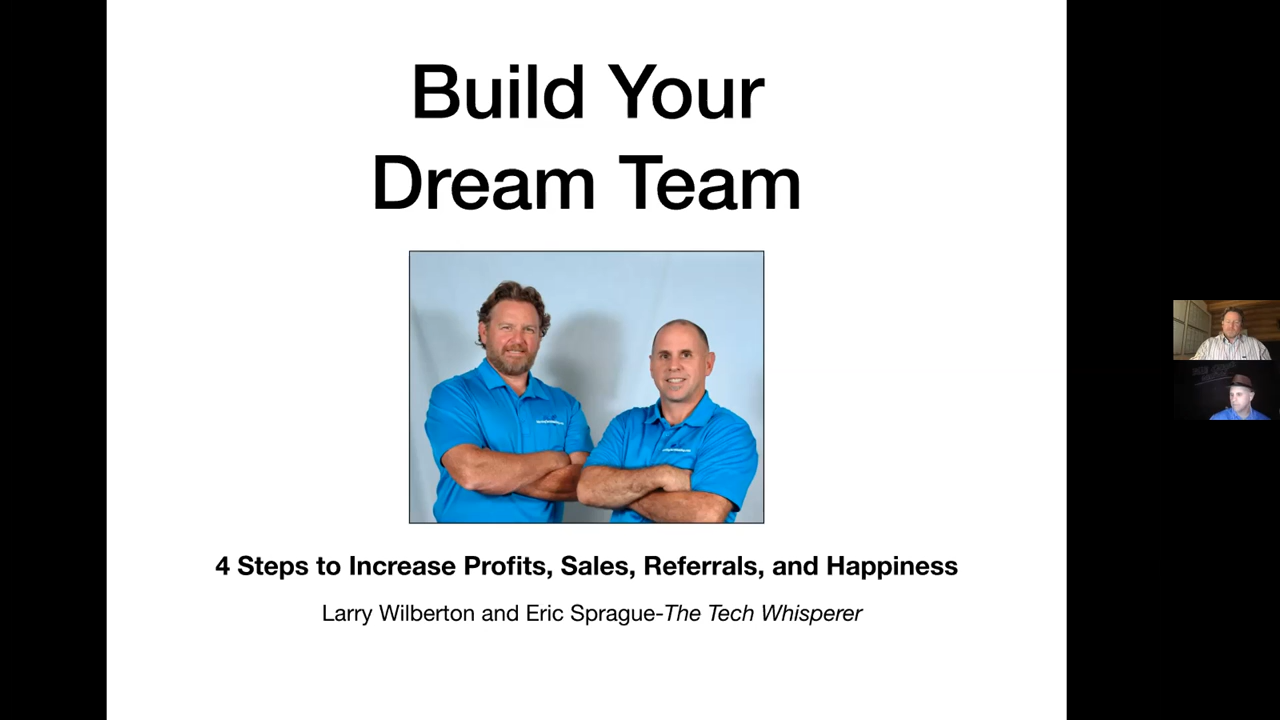 Build Your
Dream Team
4 Steps to Increase Profits, Sales, Referrals, and Happiness
Larry Wilberton and Eric Sprague-The Tech Whisperer